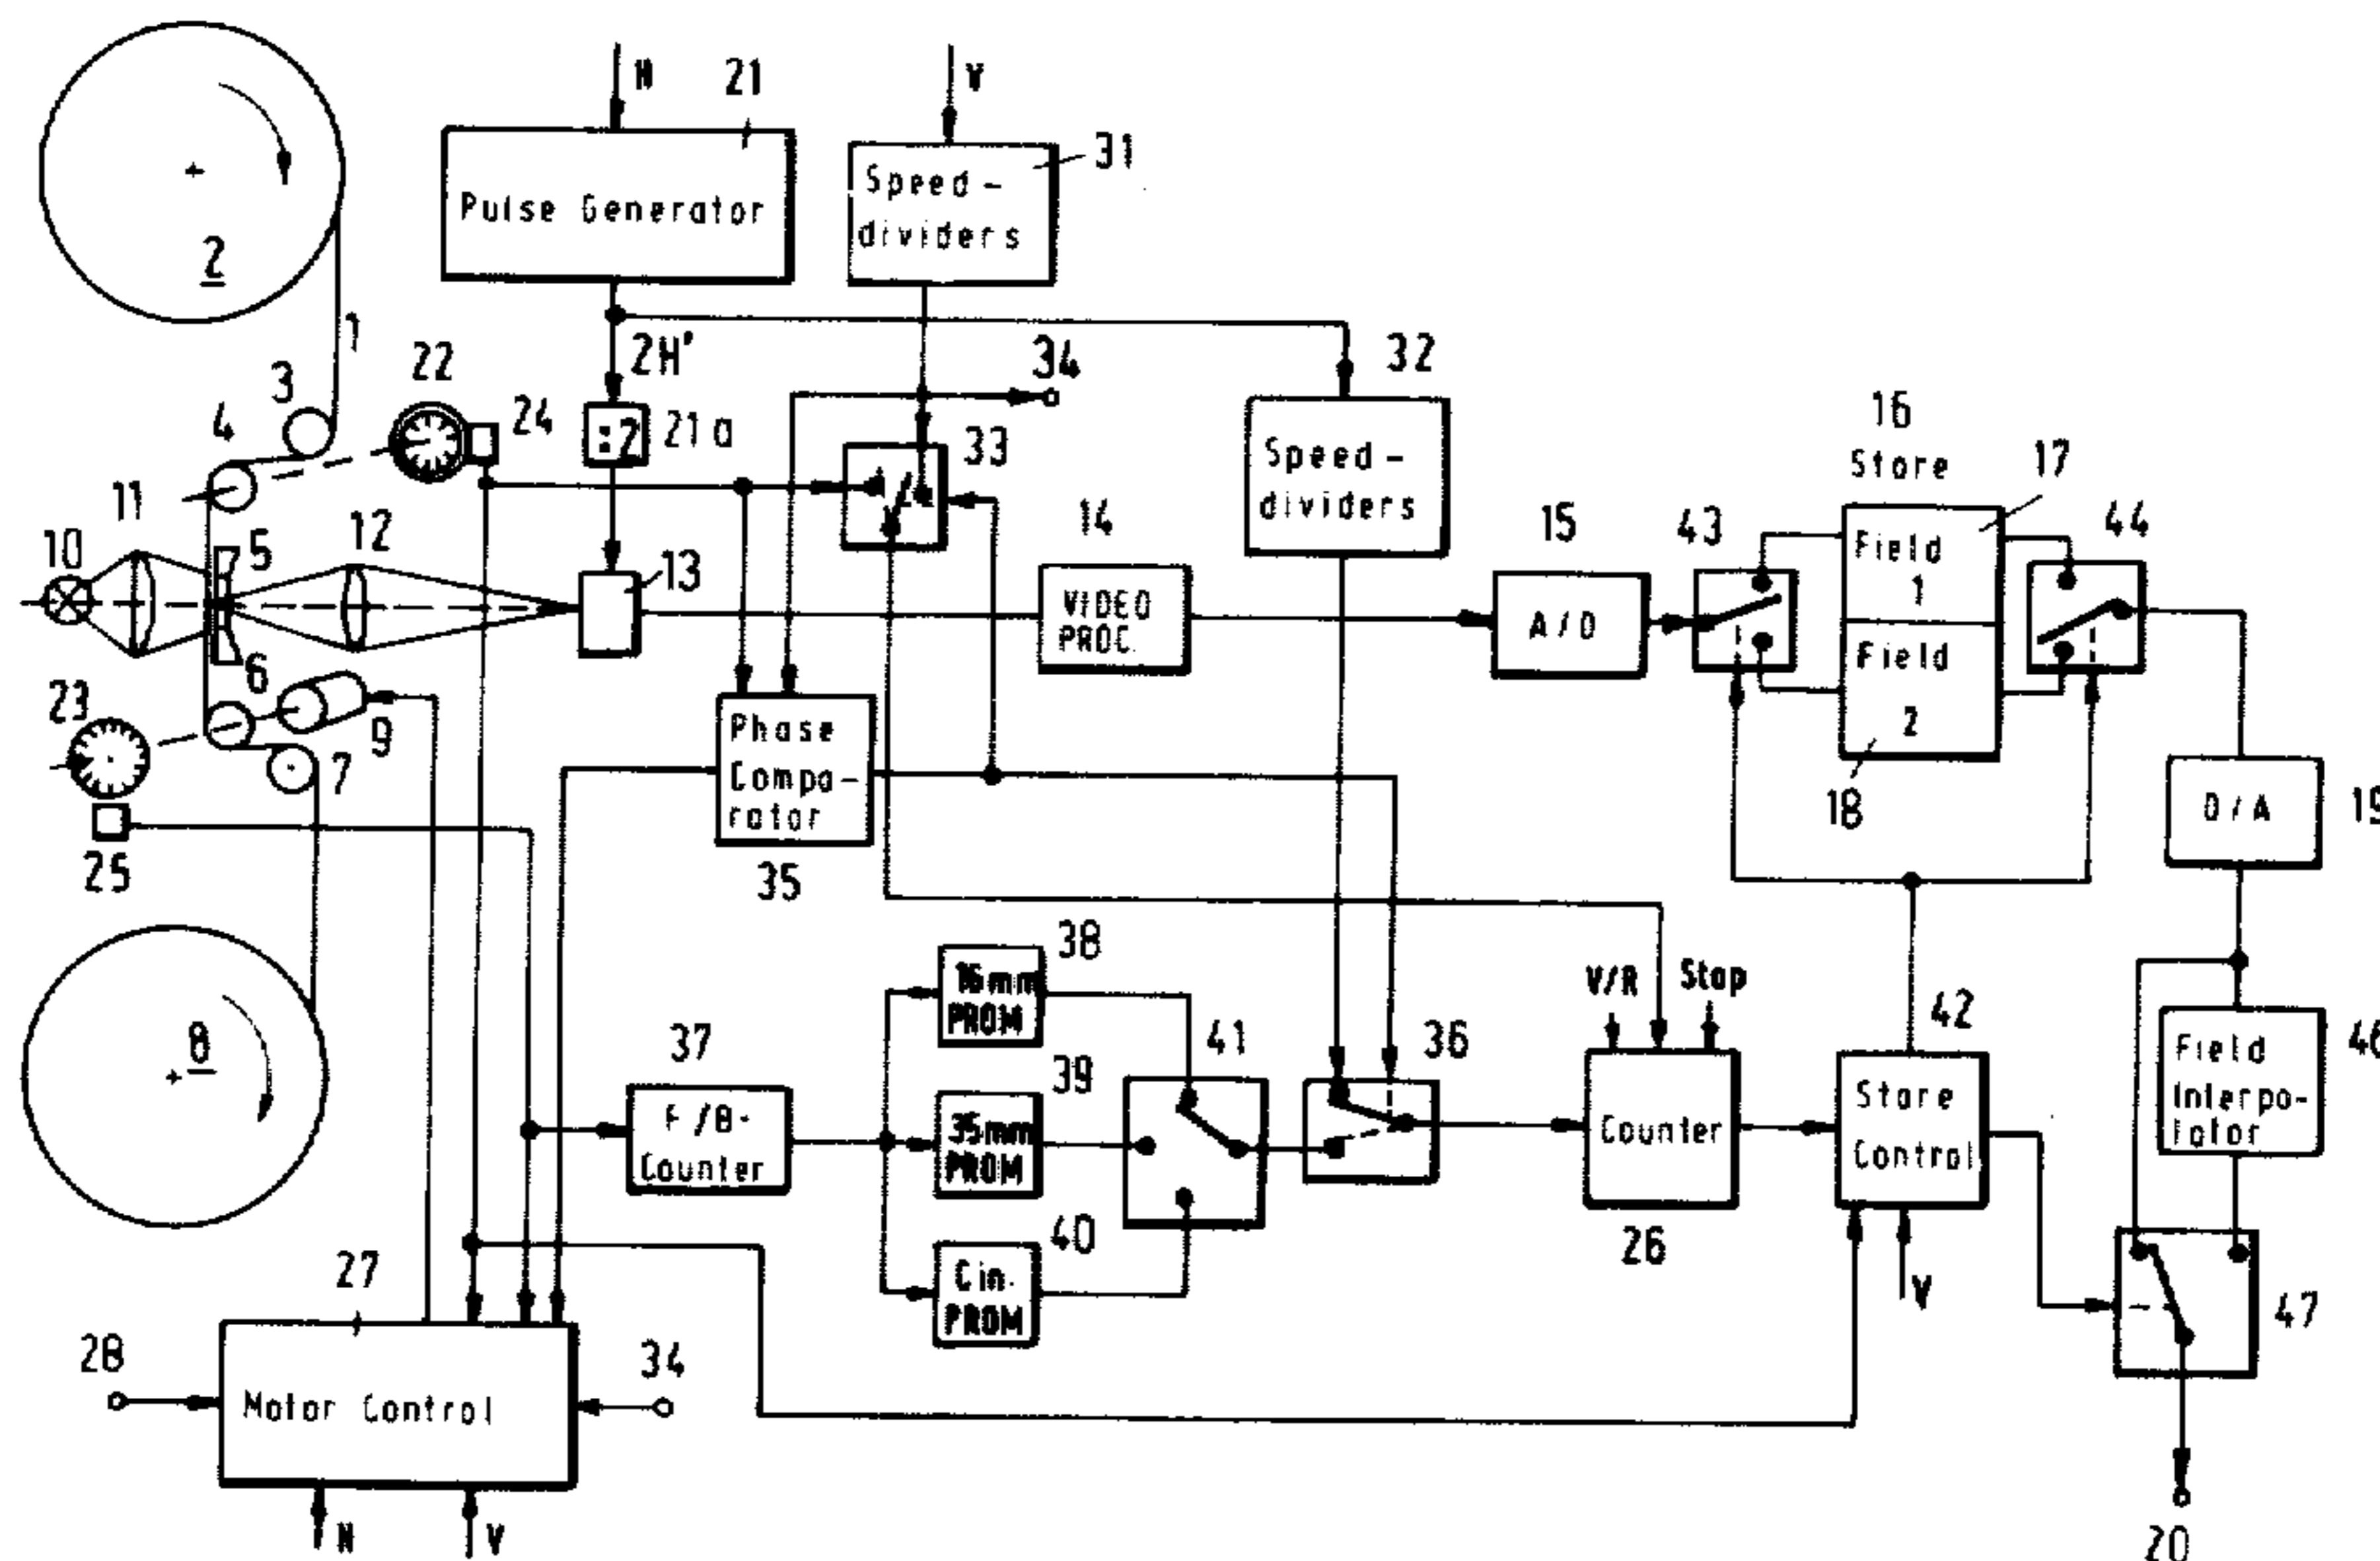 H
21
V
31
Pulse Generator
Speed-
dividers
2
1
3
22
4
24
2H'
:2
21a
34
33
32
Speed-
dividers
16
Store
17
Field
1
Field
2
18
43
44
11
10
5
12
13
6
14
VIDEO
PROC.
15
A/D
23
9
7
25
Phase
Compa-
rator
35
D/A
19
8
38
16mm
PROM
37
F/B-
Counter
39
35mm
PROM
40
Cin.
PROM
41
36
V/R
Stop
Counter
26
42
Store
Control
V
46
Field
Interpo-
lator
47
20
27
28
Motor Control
34
N
V